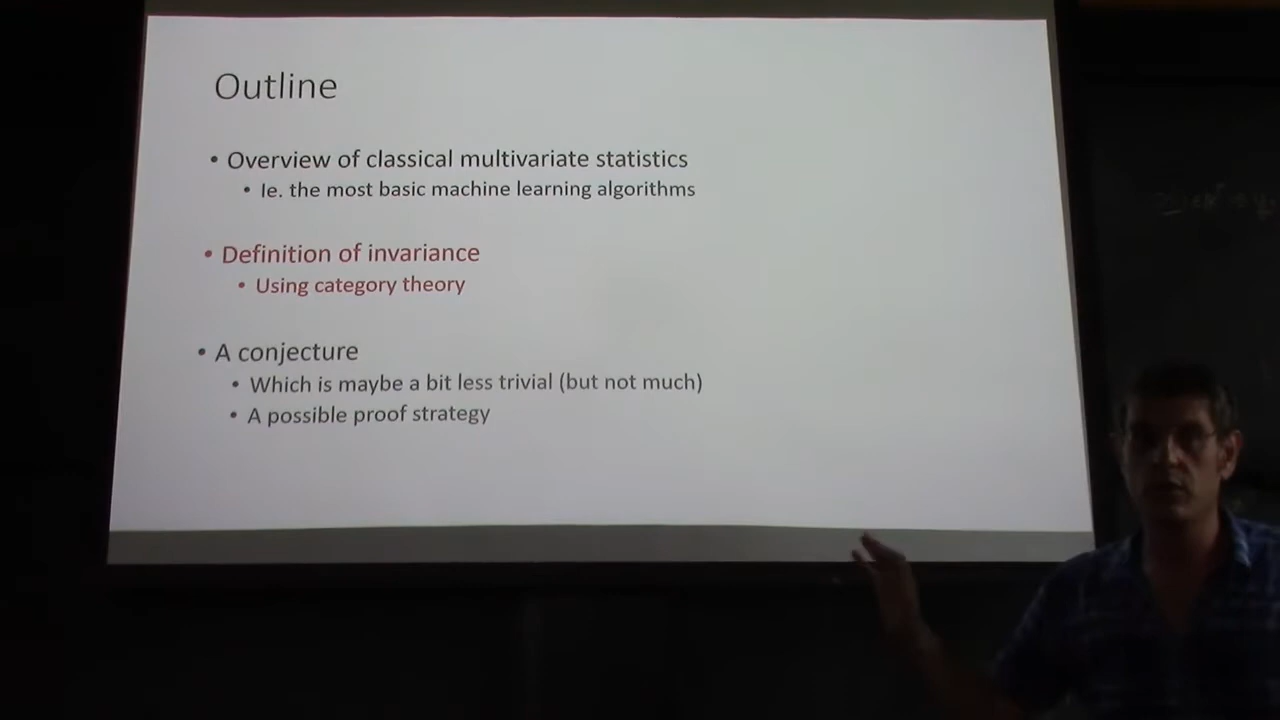 Outline
• Overview of classical multivariate statistics
• Ie. the most basic machine learning algorithms
• Definition of invariance
• Using category theory
• A conjecture
• Which is maybe a bit less trivial (but not much)
• A possible proof strategy